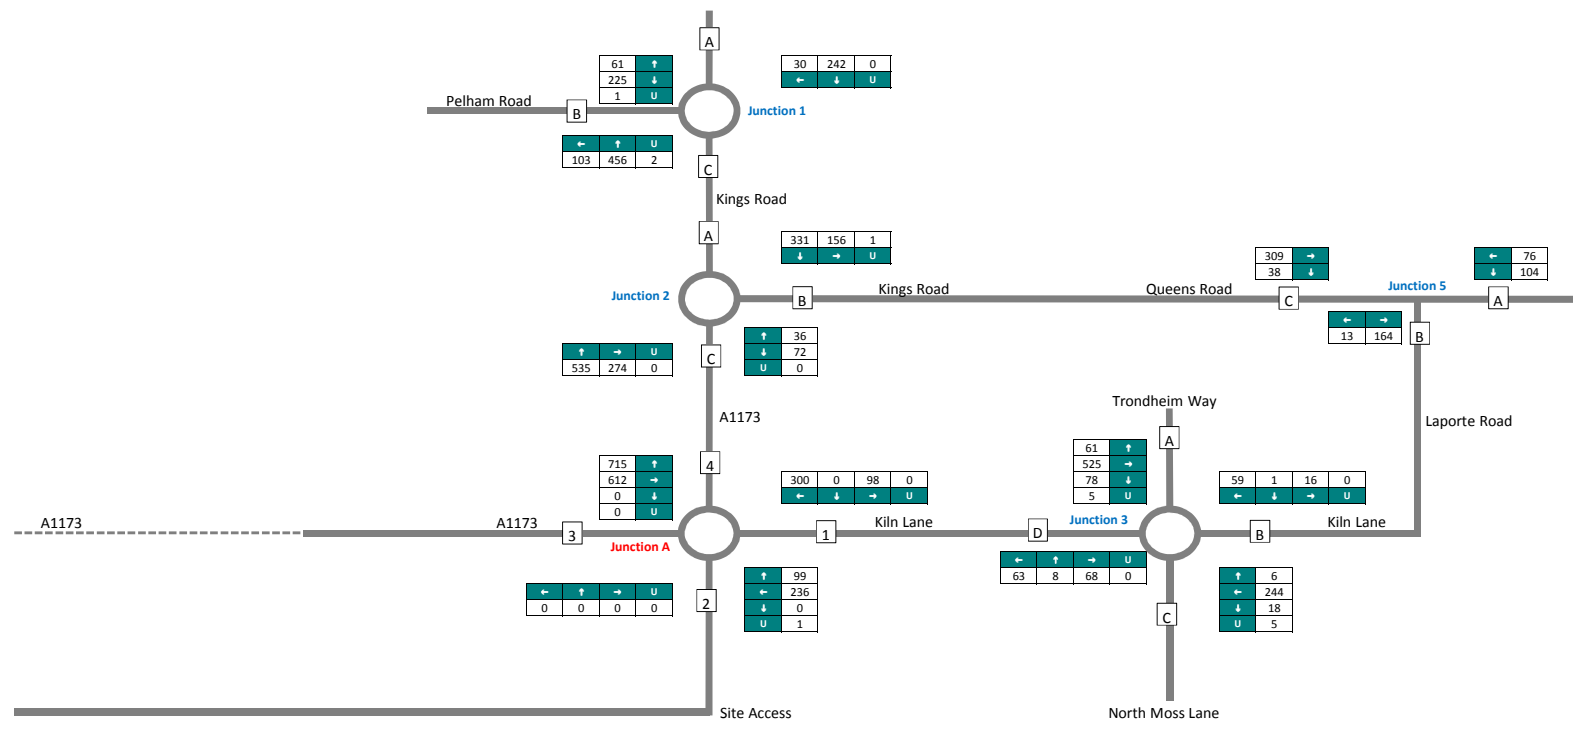 A
61 ↑
225 ↓
1 U
30 242 0
← ↓ U
Pelham Road
B
Junction 1
← ↑ U
103 456 2
C
Kings Road
A
331 156 1
↓ → U
309 →
38 ↓
← 76
↓ 104
Junction 2
B
Kings Road
Queens Road
C
Junction 5
A
← →
13 164
B
↑ 36
↓ 72
U 0
↑ → U
535 274 0
C
A1173
Trondheim Way
Laporte Road
A
4
715 ↑
612 →
0 ↓
0 U
300 0 98 0
← ↓ → U
61 ↑
525 →
78 ↓
5 U
59 1 16 0
← ↓ → U
A1173
A1173
3
Junction A
1
Kiln Lane
D
Junction 3
B
Kiln Lane
← ↑ → U
63 8 68 0
← ↑ → U
0 0 0 0
2
↑ 99
← 236
↓ 0
U 1
C
↑ 6
← 244
↓ 18
U 5
Site Access
North Moss Lane